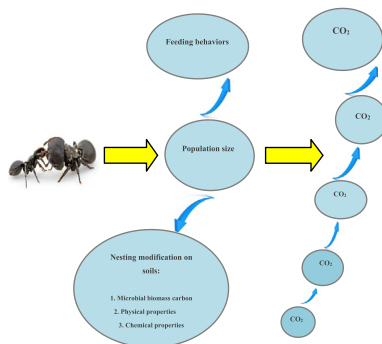 Feeding behaviors
CO2
CO2
Population size
CO2
Nesting modification on
soils:
1. Microbial biomass carbon
2. Physical properties
3. Chemical properties
CO2
CO2